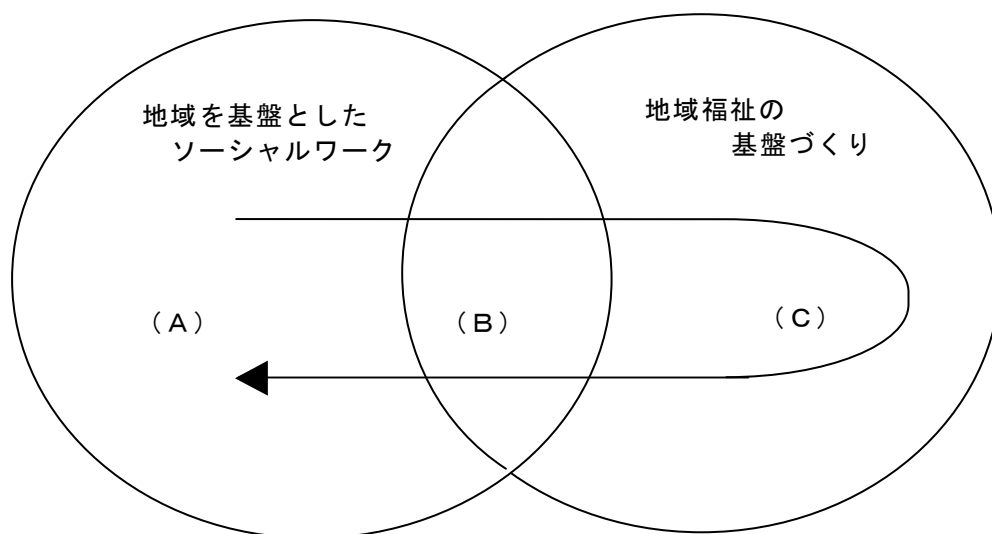 地域を基盤とした
ソーシャルワーク
地域福祉の
基盤づくり
（A）
（B）
（C）